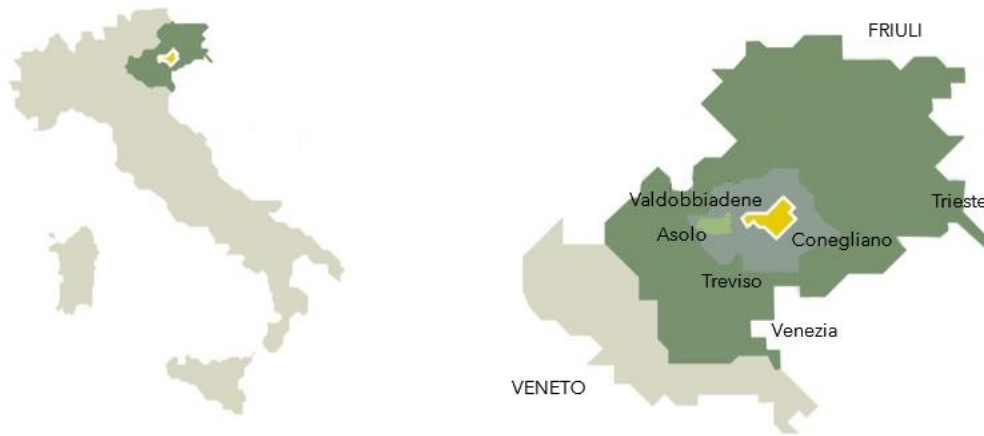 FRIULI
Valdobbiadene
Trieste
Asolo
Conegliano
Treviso
Venezia
VENETO